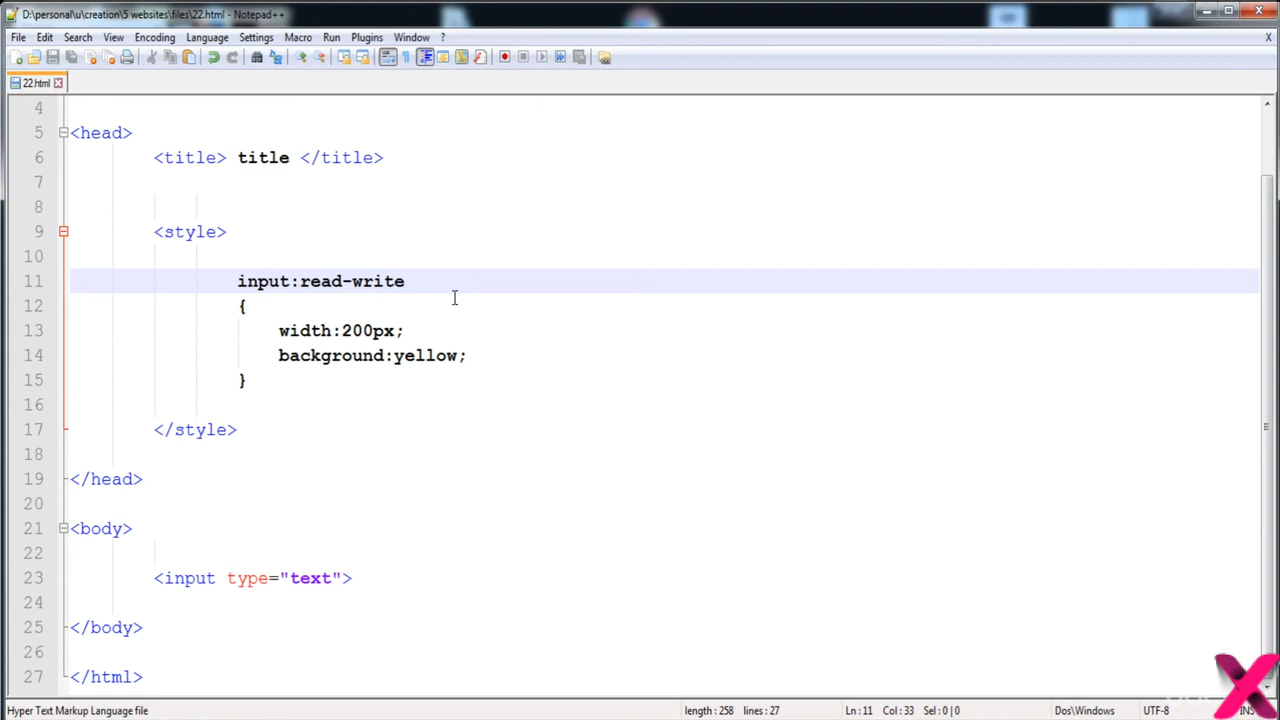 D:\personal\u\creation\5 websites\files\22.html - Notepad++
File Edit Search View Encoding Language Settings Macro Run Plugins Window ? X
22.html
4
5 <head>
6 <title> title </title>
7
8
9 <style>
10
11 input:read-write
12 {
13 width:200px;
14 background:yellow;
15 }
16
17 </style>
18
19 </head>
20
21 <body>
22
23 <input type="text">
24
25 </body>
26
27 </html>
Hyper Text Markup Language file length : 258 lines : 27 Ln : 11 Col : 33 Sel : 0 | 0 Dos\Windows UTF-8 INS